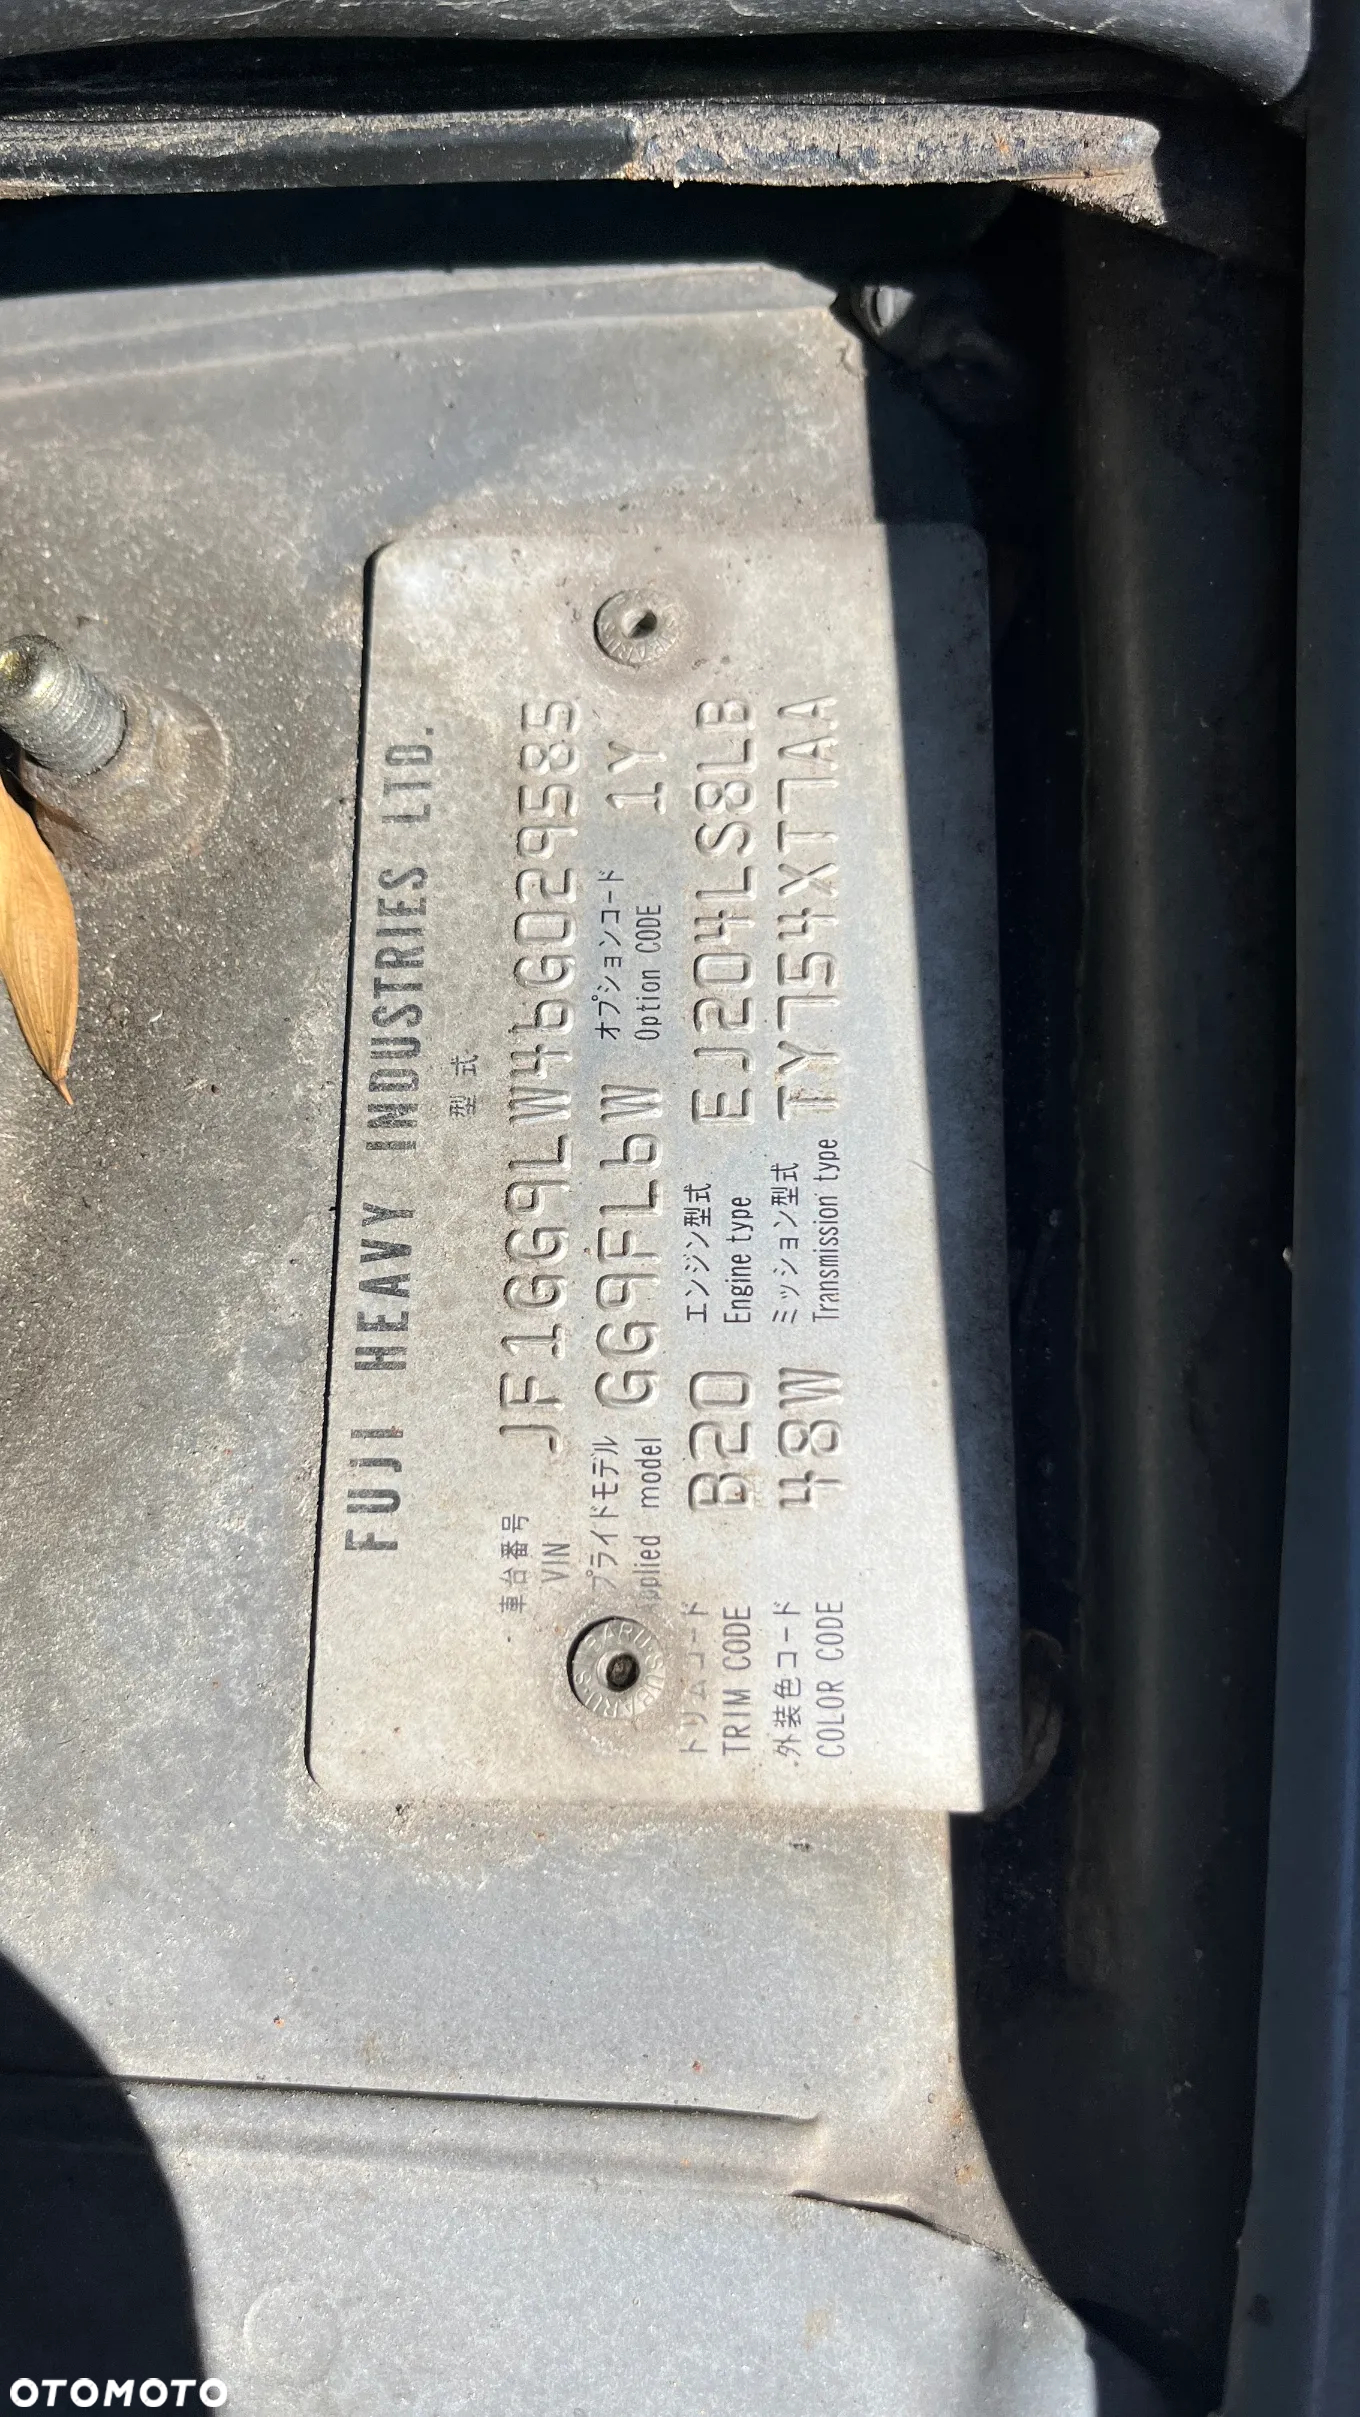 FUJI HEAVY INDUSTRIES LTD.
型式
車台番号
VIN
JF1GG9LW46G029585
プライドモデル
pplied model
GG9FL6W
オプションコード
Option CODE
1Y
トリムコード
TRIM CODE
B20
エンジン型式
Engine type
EJ204LS8LB
外装色コード
COLOR CODE
48W
ミッション型式
Transmission type
TY754XT7AA
SUBARU
OTOMOTO